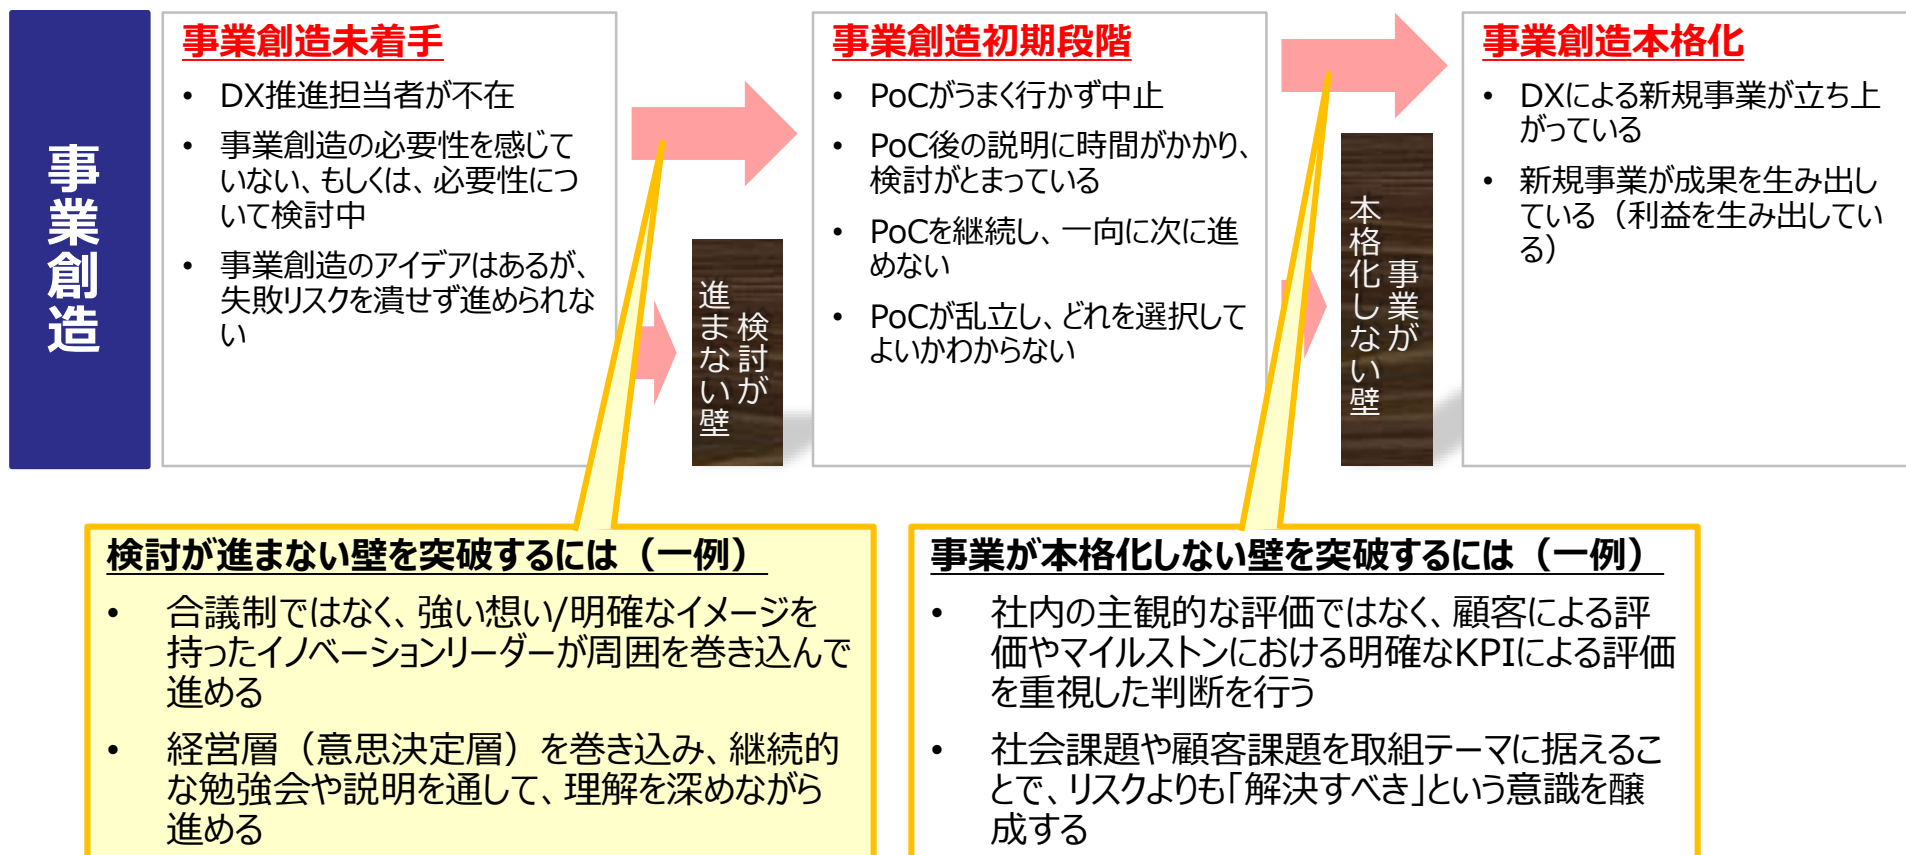 事業創造
事業創造未着手
• DX推進担当者が不在
• 事業創造の必要性を感じて
いない、もしくは、必要性につ
いて検討中
• 事業創造のアイデアはあるが、
失敗リスクを潰せず進められな
い
検討が
進まない壁
事業創造初期段階
• PoCがうまく行かず中止
• PoC後の説明に時間がかかり、
検討がとまっている
• PoCを継続し、一向に次に進
めない
• PoCが乱立し、どれを選択して
よいかわからない
事業が
本格化しない壁
事業創造本格化
• DXによる新規事業が立ち上
がっている
• 新規事業が成果を生み出し
ている（利益を生み出してい
る）
検討が進まない壁を突破するには（一例）
• 合議制ではなく、強い想い/明確なイメージを
持ったイノベーションリーダーが周囲を巻き込んで
進める
• 経営層（意思決定層）を巻き込み、継続的
な勉強会や説明を通して、理解を深めながら
進める
事業が本格化しない壁を突破するには（一例）
• 社内の主観的な評価ではなく、顧客による評
価やマイルストンにおける明確なKPIによる評価
を重視した判断を行う
• 社会課題や顧客課題を取組テーマに据えるこ
とで、リスクよりも「解決すべき」という意識を醸
成する